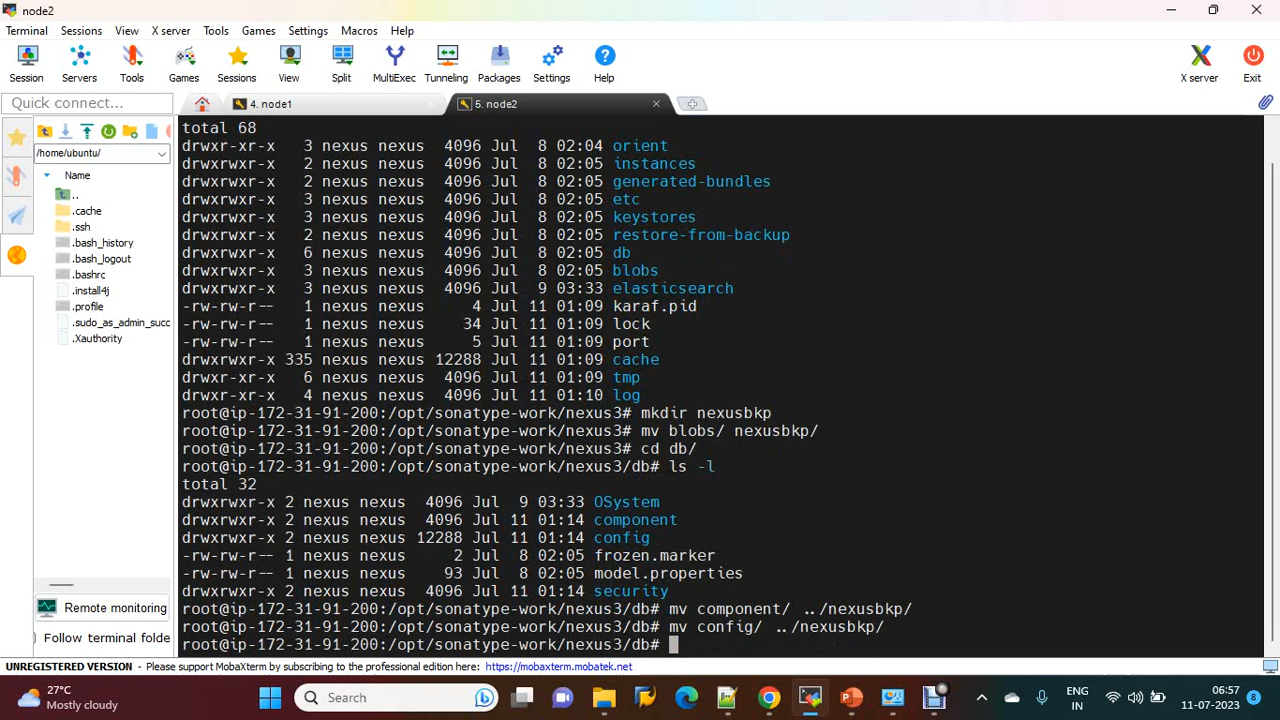 node2
Terminal Sessions View X server Tools Games Settings Macros Help
Session Servers Tools Games Sessions View Split MultiExec Tunneling Packages Settings Help X server Exit
Quick connect...
4. node1
5. node2
/home/ubuntu/
Name
..
.cache
.ssh
.bash_history
.bash_logout
.bashrc
.install4j
.profile
.sudo_as_admin_succ
.Xauthority
Remote monitoring
Follow terminal folde
total 68
drwxr-xr-x 3 nexus nexus 4096 Jul 8 02:04 orient
drwxrwxr-x 2 nexus nexus 4096 Jul 8 02:05 instances
drwxrwxr-x 2 nexus nexus 4096 Jul 8 02:05 generated-bundles
drwxr-xr-x 3 nexus nexus 4096 Jul 8 02:05 etc
drwxrwxr-x 3 nexus nexus 4096 Jul 8 02:05 keystores
drwxrwxr-x 2 nexus nexus 4096 Jul 8 02:05 restore-from-backup
drwxrwxr-x 6 nexus nexus 4096 Jul 8 02:05 db
drwxrwxr-x 3 nexus nexus 4096 Jul 8 02:05 blobs
drwxrwxr-x 3 nexus nexus 4096 Jul 9 03:33 elasticsearch
-rw-rw-r-- 1 nexus nexus 4 Jul 11 01:09 karaf.pid
-rw-rw-r-- 1 nexus nexus 34 Jul 11 01:09 lock
-rw-rw-r-- 1 nexus nexus 5 Jul 11 01:09 port
drwxrwxr-x 335 nexus nexus 12288 Jul 11 01:09 cache
drwxrwxr-x 6 nexus nexus 4096 Jul 11 01:09 tmp
drwxrwxr-x 4 nexus nexus 4096 Jul 11 01:10 log
root@ip-172-31-91-200:/opt/sonatype-work/nexus3# mkdir nexusbkp
root@ip-172-31-91-200:/opt/sonatype-work/nexus3# mv blobs/ nexusbkp/
root@ip-172-31-91-200:/opt/sonatype-work/nexus3# cd db/
root@ip-172-31-91-200:/opt/sonatype-work/nexus3/db# ls -l
total 32
drwxrwxr-x 2 nexus nexus 4096 Jul 9 03:33 OSystem
drwxrwxr-x 2 nexus nexus 4096 Jul 11 01:14 component
drwxrwxr-x 2 nexus nexus 12288 Jul 11 01:14 config
-rw-rw-r-- 1 nexus nexus 2 Jul 8 02:05 frozen.marker
-rw-rw-r-- 1 nexus nexus 93 Jul 8 02:05 model.properties
drwxrwxr-x 2 nexus nexus 4096 Jul 11 01:14 security
root@ip-172-31-91-200:/opt/sonatype-work/nexus3/db# mv component/ ../nexusbkp/
root@ip-172-31-91-200:/opt/sonatype-work/nexus3/db# mv config/ ../nexusbkp/
root@ip-172-31-91-200:/opt/sonatype-work/nexus3/db#
UNREGISTERED VERSION - Please support MobaXterm by subscribing to the professional edition here: https://mobaxterm.mobatek.net
27°C
Mostly cloudy
Search
ENG
IN
06:57
11-07-2023
8